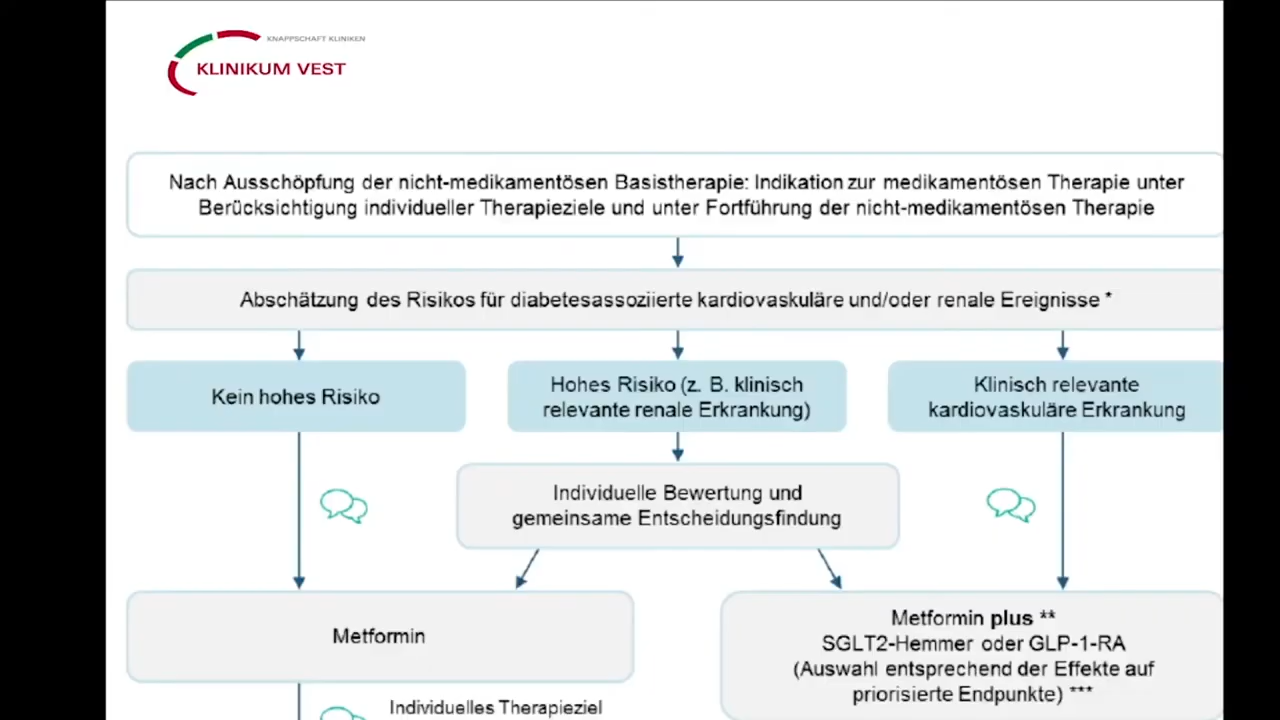 KNAPPSCHAFT KLINIKEN
KLINIKUM VEST
Nach Ausschöpfung der nicht-medikamentösen Basistherapie: Indikation zur medikamentösen Therapie unter
Berücksichtigung individueller Therapieziele und unter Fortführung der nicht-medikamentösen Therapie
Abschätzung des Risikos für diabetesassoziierte kardiovaskuläre und/oder renale Ereignisse *
Kein hohes Risiko
Hohes Risiko (z. B. klinisch
relevante renale Erkrankung)
Klinisch relevante
kardiovaskuläre Erkrankung
Individuelle Bewertung und
gemeinsame Entscheidungsfindung
Metformin
Metformin plus **
SGLT2-Hemmer oder GLP-1-RA
(Auswahl entsprechend der Effekte auf
priorisierte Endpunkte) ***
Individuelles Therapieziel